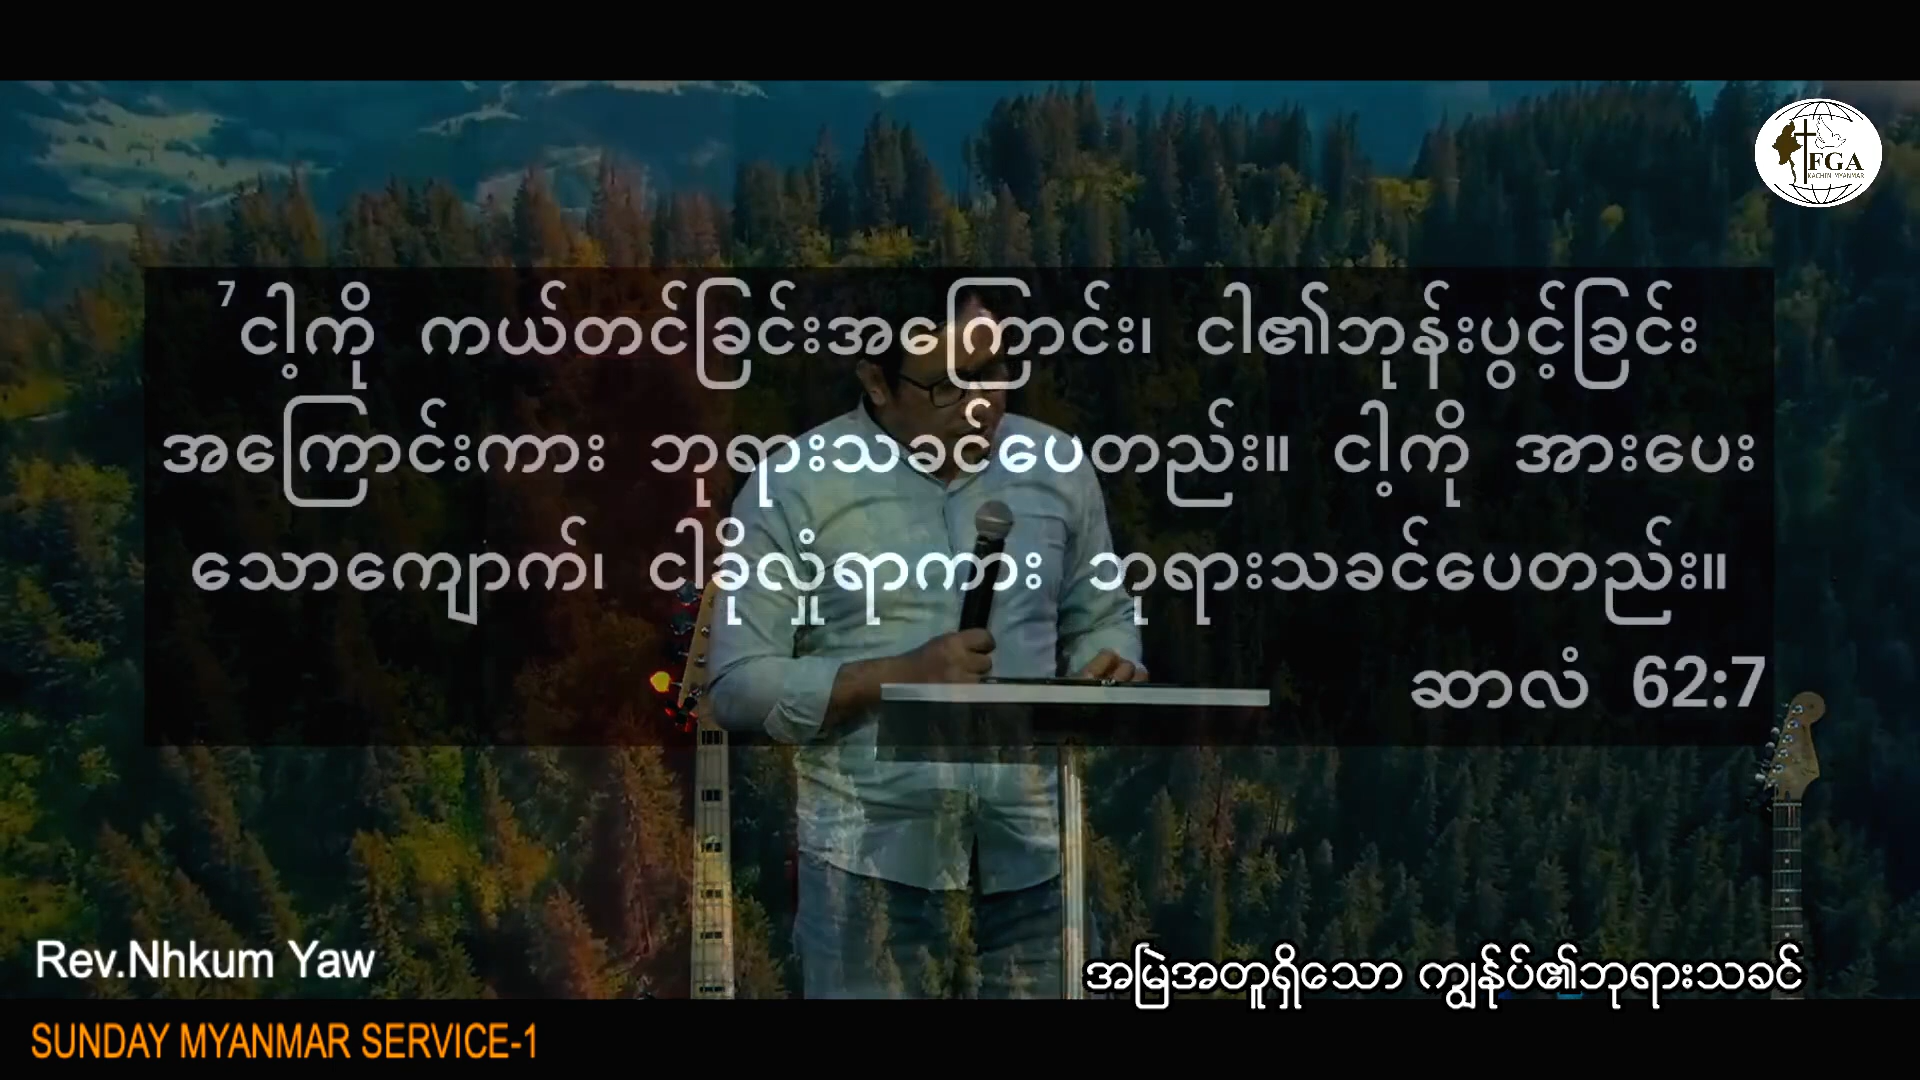 FGA
KACHIN MYANMAR
⁷ ငါ့ကို ကယ်တင်ခြင်းအကြောင်း၊ ငါ၏ဘုန်းပွင့်ခြင်း
အကြောင်းကား ဘုရားသခင်ပေတည်း။ ငါ့ကို အားပေး
သောကျောက်၊ ငါခိုလှုံရာကား ဘုရားသခင်ပေတည်း။
ဆာလံ 62:7
Rev.Nhkum Yaw
အမြဲအတူရှိသော ကျွန်ုပ်၏ဘုရားသခင်
SUNDAY MYANMAR SERVICE-1